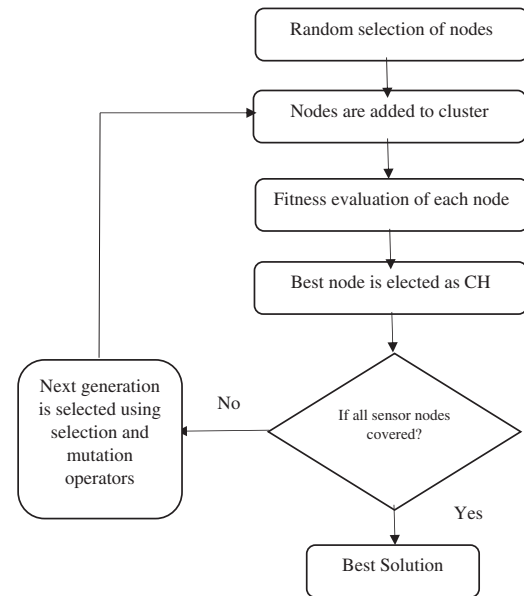 Random selection of nodes
Nodes are added to cluster
Fitness evaluation of each node
Best node is elected as CH
If all sensor nodes
covered?
No
Next generation
is selected using
selection and
mutation
operators
Yes
Best Solution